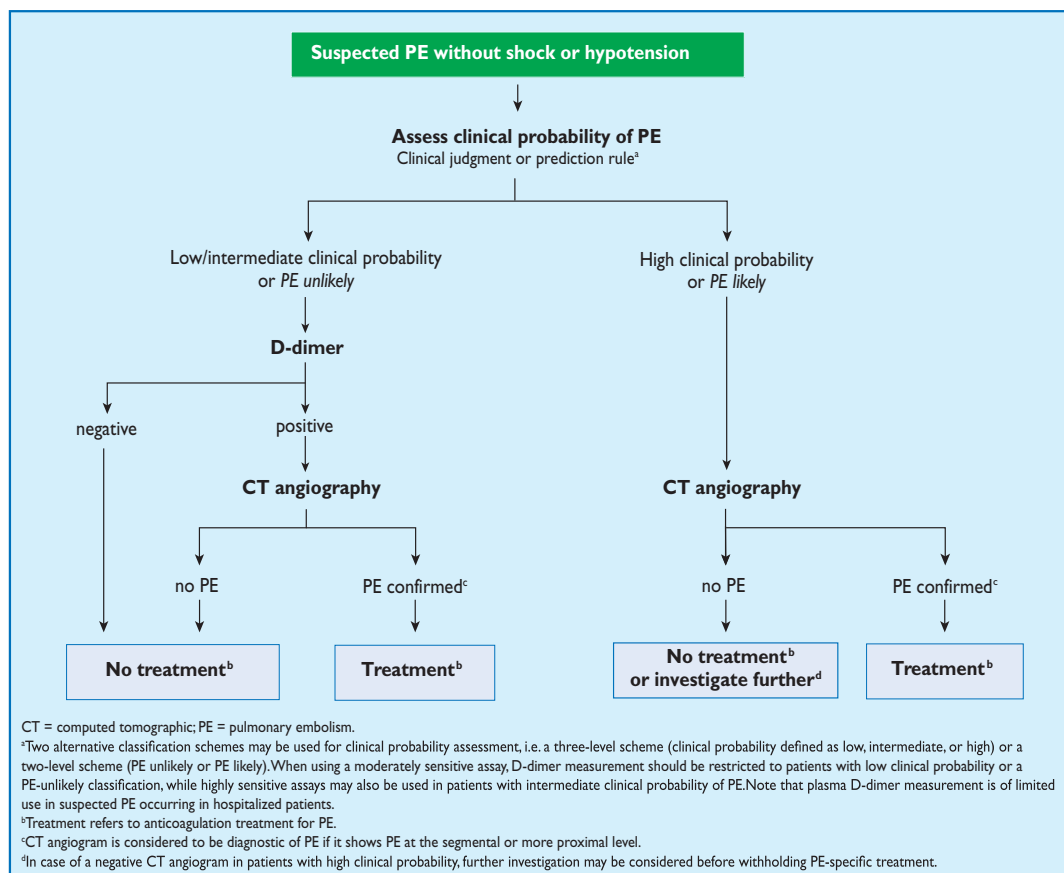 Suspected PE without shock or hypotension
Assess clinical probability of PE
Clinical judgment or prediction ruleᵃ
Low/intermediate clinical probability
or PE unlikely
High clinical probability
or PE likely
D-dimer
negative
positive
CT angiography
CT angiography
no PE
PE confirmedᶜ
no PE
PE confirmedᶜ
No treatmentᵇ
Treatmentᵇ
No treatmentᵇ
or investigate furtherᵈ
Treatmentᵇ
CT = computed tomographic; PE = pulmonary embolism.
ᵃTwo alternative classification schemes may be used for clinical probability assessment, i.e. a three-level scheme (clinical probability defined as low, intermediate, or high) or a
two-level scheme (PE unlikely or PE likely). When using a moderately sensitive assay, D-dimer measurement should be restricted to patients with low clinical probability or a
PE-unlikely classification, while highly sensitive assays may also be used in patients with intermediate clinical probability of PE. Note that plasma D-dimer measurement is of limited
use in suspected PE occurring in hospitalized patients.
ᵇTreatment refers to anticoagulation treatment for PE.
ᶜCT angiogram is considered to be diagnostic of PE if it shows PE at the segmental or more proximal level.
ᵈIn case of a negative CT angiogram in patients with high clinical probability, further investigation may be considered before withholding PE-specific treatment.